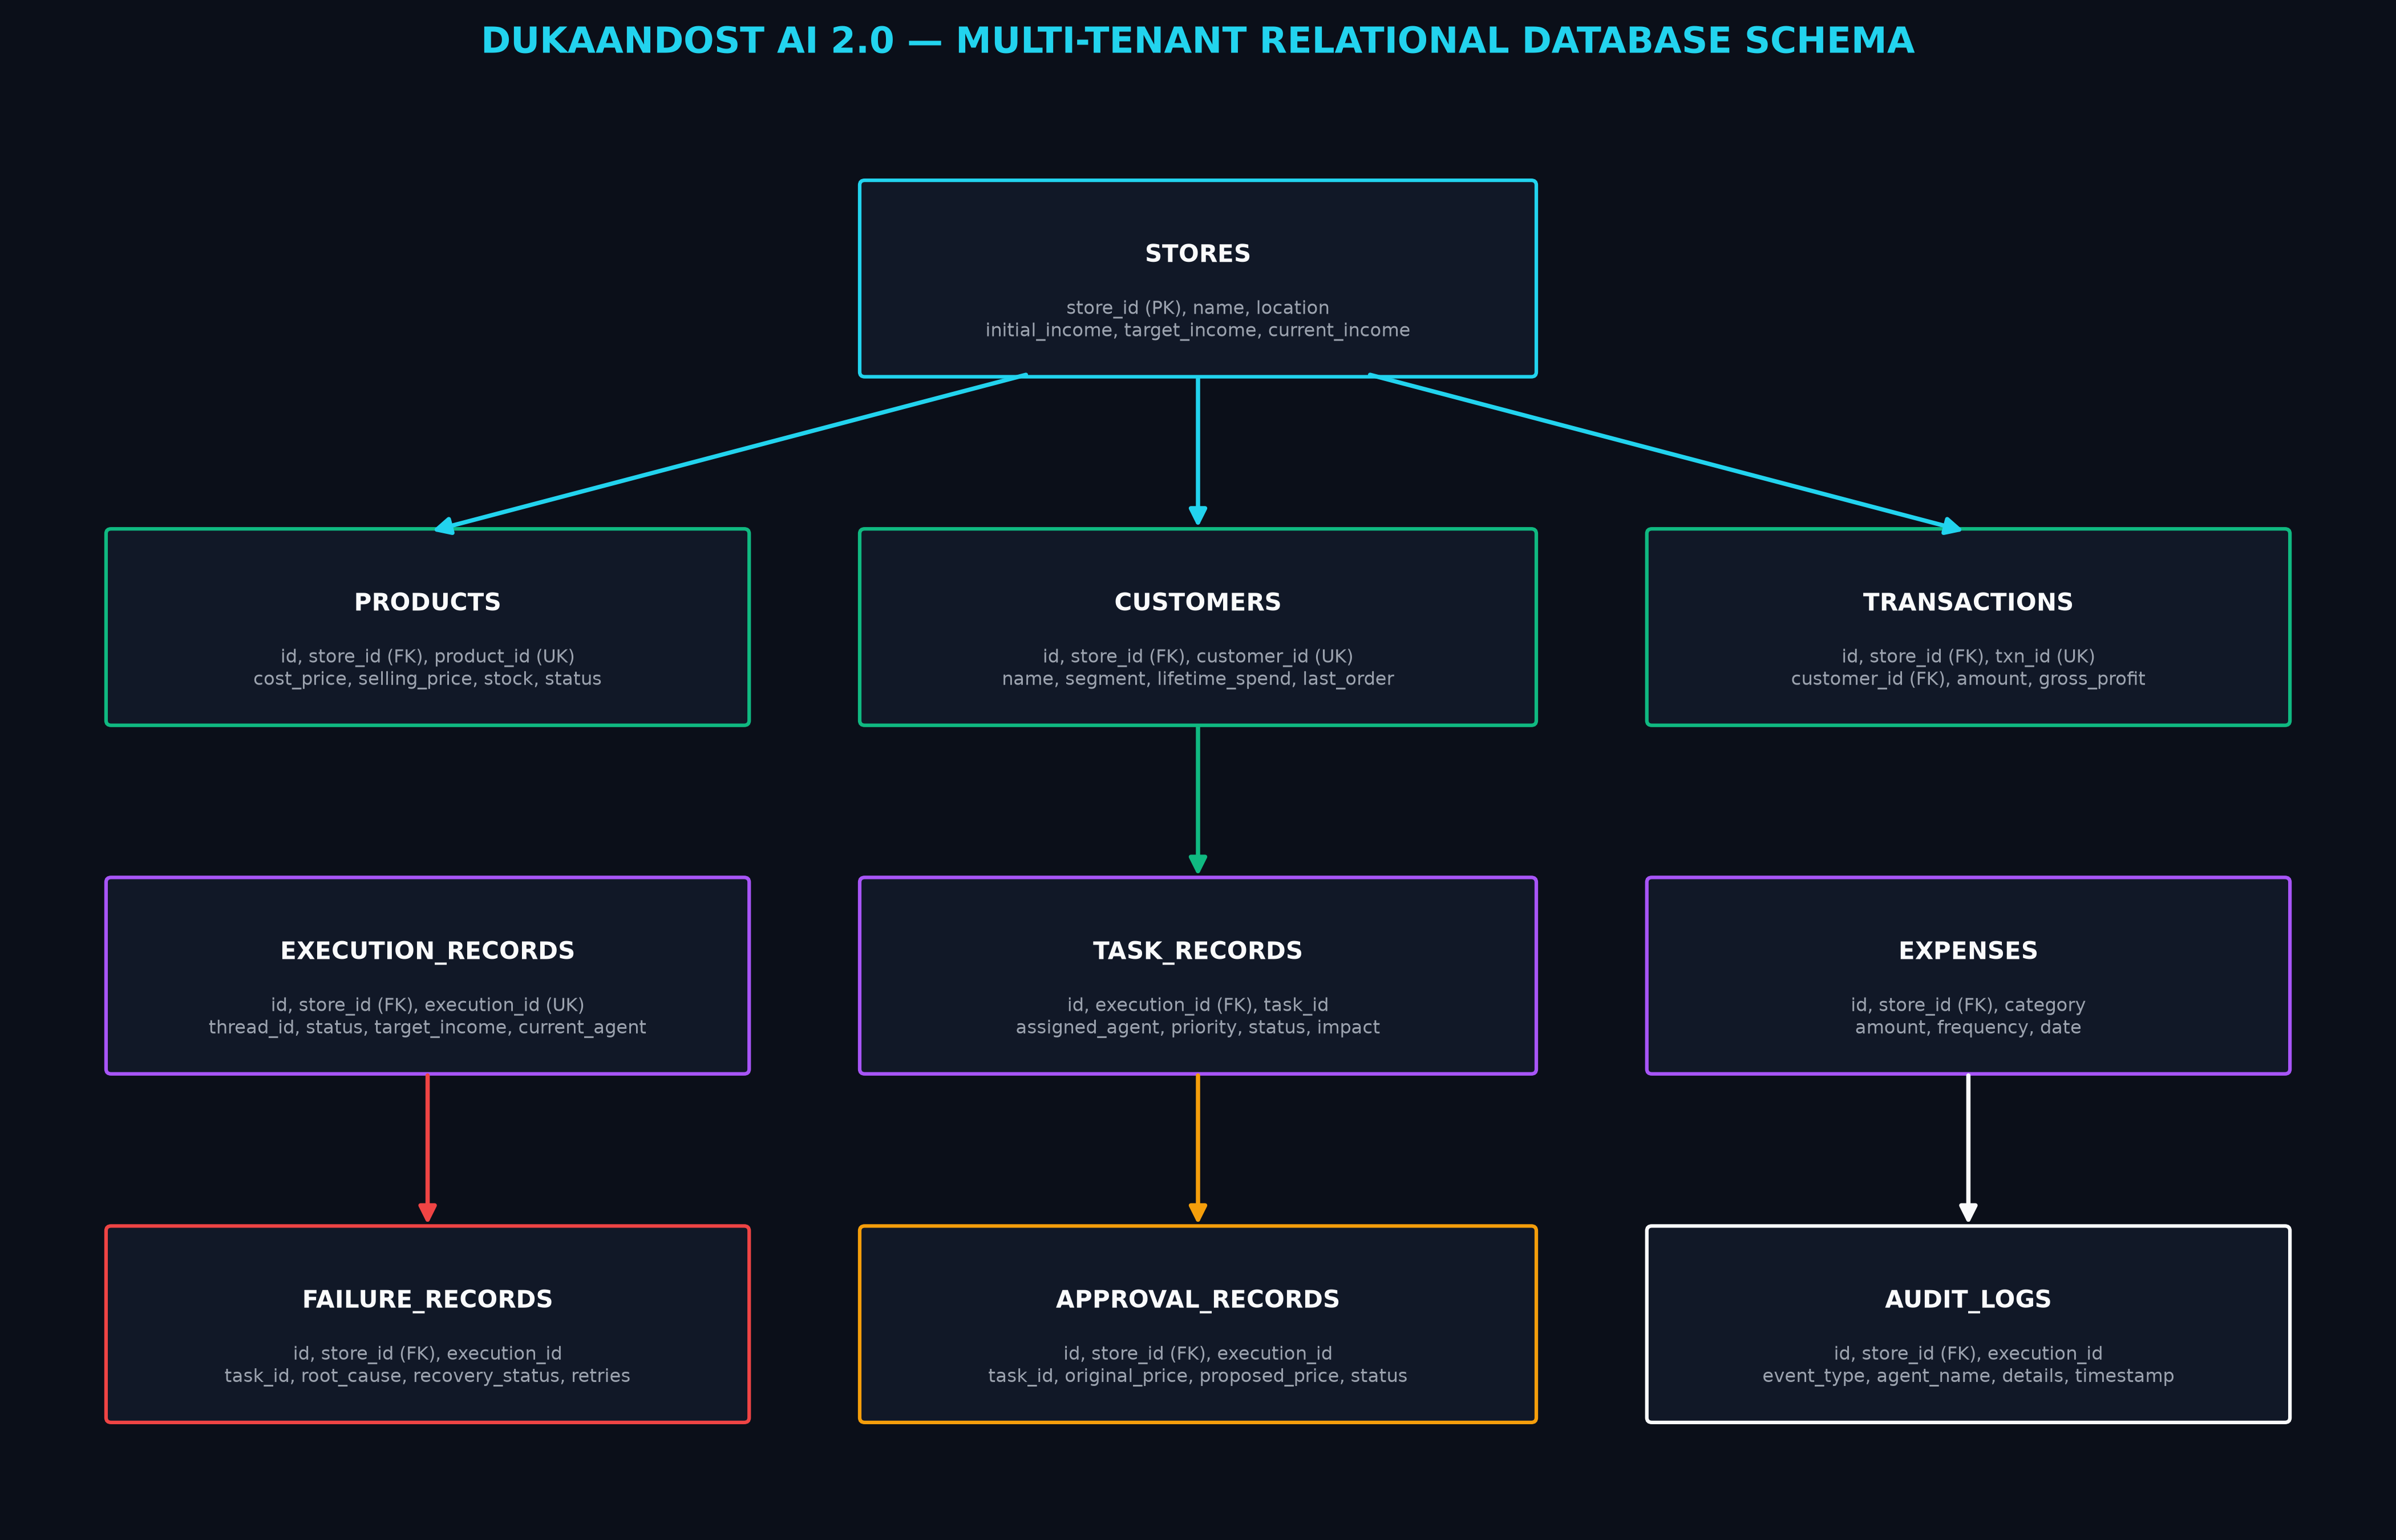 DUKAANDOST AI 2.0 — MULTI-TENANT RELATIONAL DATABASE SCHEMA
STORES
store_id (PK), name, location
initial_income, target_income, current_income
PRODUCTS
id, store_id (FK), product_id (UK)
cost_price, selling_price, stock, status
CUSTOMERS
id, store_id (FK), customer_id (UK)
name, segment, lifetime_spend, last_order
TRANSACTIONS
id, store_id (FK), txn_id (UK)
customer_id (FK), amount, gross_profit
EXECUTION_RECORDS
id, store_id (FK), execution_id (UK)
thread_id, status, target_income, current_agent
TASK_RECORDS
id, execution_id (FK), task_id
assigned_agent, priority, status, impact
EXPENSES
id, store_id (FK), category
amount, frequency, date
FAILURE_RECORDS
id, store_id (FK), execution_id
task_id, root_cause, recovery_status, retries
APPROVAL_RECORDS
id, store_id (FK), execution_id
task_id, original_price, proposed_price, status
AUDIT_LOGS
id, store_id (FK), execution_id
event_type, agent_name, details, timestamp